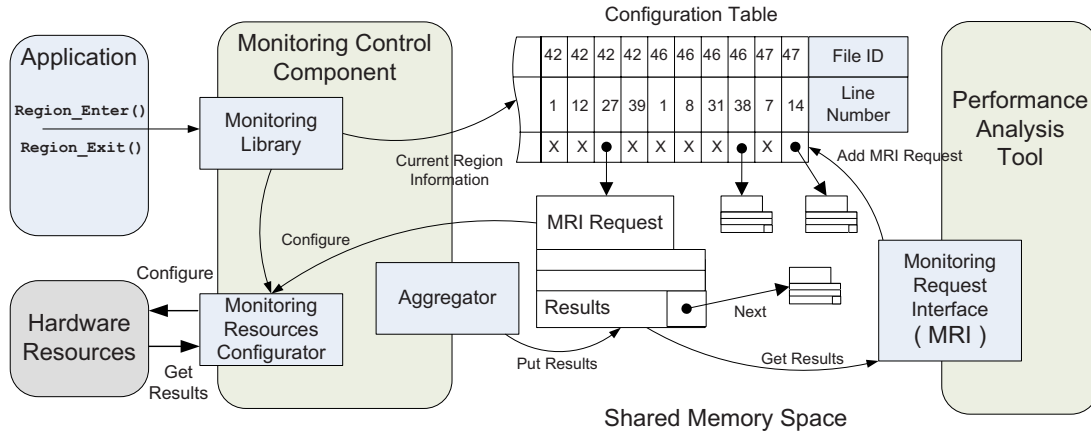 Configuration Table
Application
Region_Enter()
Region_Exit()
Monitoring Control
Component
Monitoring
Library
Current Region
Information
42 42 42 42 46 46 46 46 47 47 File ID
1 12 27 39 1 8 31 38 7 14 Line
Number
X X X X X X X
Add MRI Request
Performance
Analysis
Tool
MRI Request
Results
Next
Configure
Configure
Hardware
Resources
Get
Results
Monitoring
Resources
Configurator
Aggregator
Put Results
Get Results
Monitoring
Request
Interface
( MRI )
Shared Memory Space